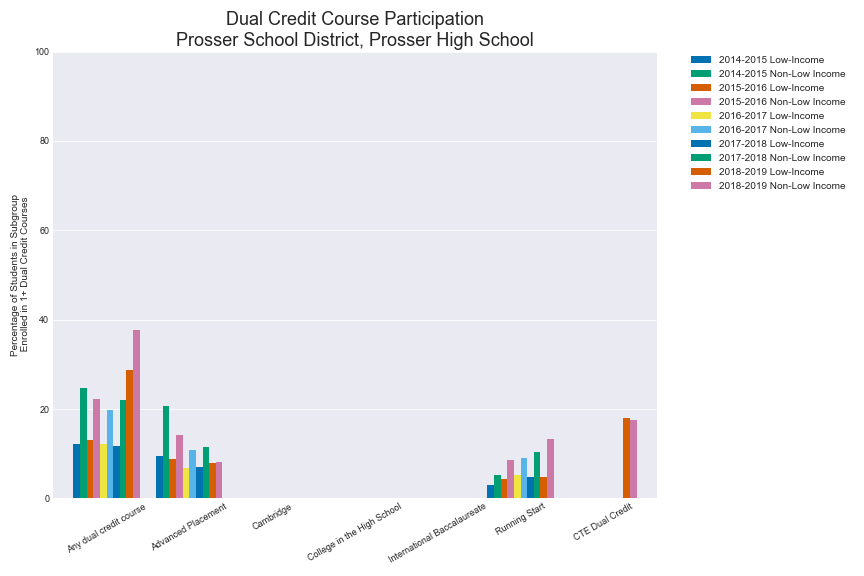 Dual Credit Course Participation
Prosser School District, Prosser High School
Percentage of Students in Subgroup
Enrolled in 1+ Dual Credit Courses
100
80
60
40
20
0
Any dual credit course
Advanced Placement
Cambridge
College in the High School
International Baccalaureate
Running Start
CTE Dual Credit
2014-2015 Low-Income
2014-2015 Non-Low Income
2015-2016 Low-Income
2015-2016 Non-Low Income
2016-2017 Low-Income
2016-2017 Non-Low Income
2017-2018 Low-Income
2017-2018 Non-Low Income
2018-2019 Low-Income
2018-2019 Non-Low Income